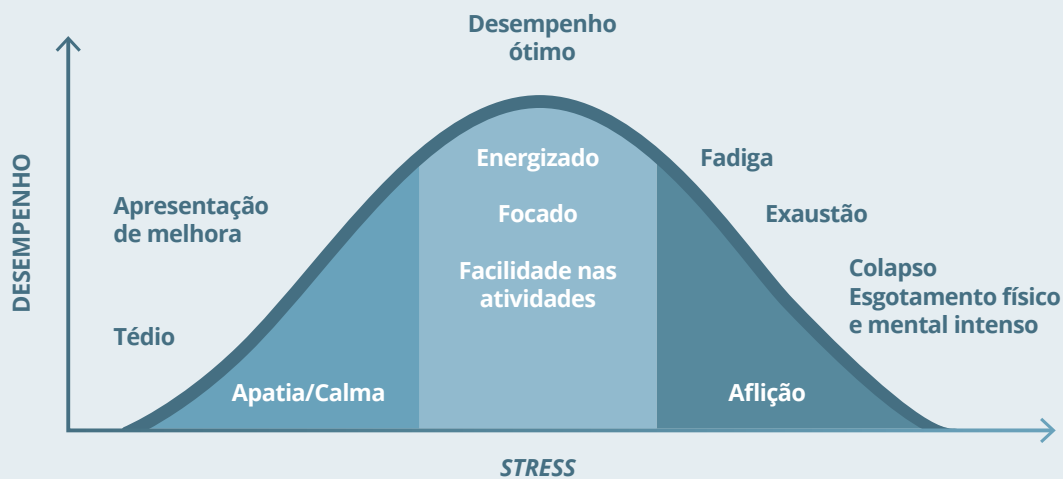 Desempenho
ótimo
DESEMPENHO
Apresentação
de melhora
Tédio
Apatia/Calma
Energizado
Focado
Facilidade nas
atividades
Fadiga
Exaustão
Colapso
Esgotamento físico
e mental intenso
Aflição
STRESS